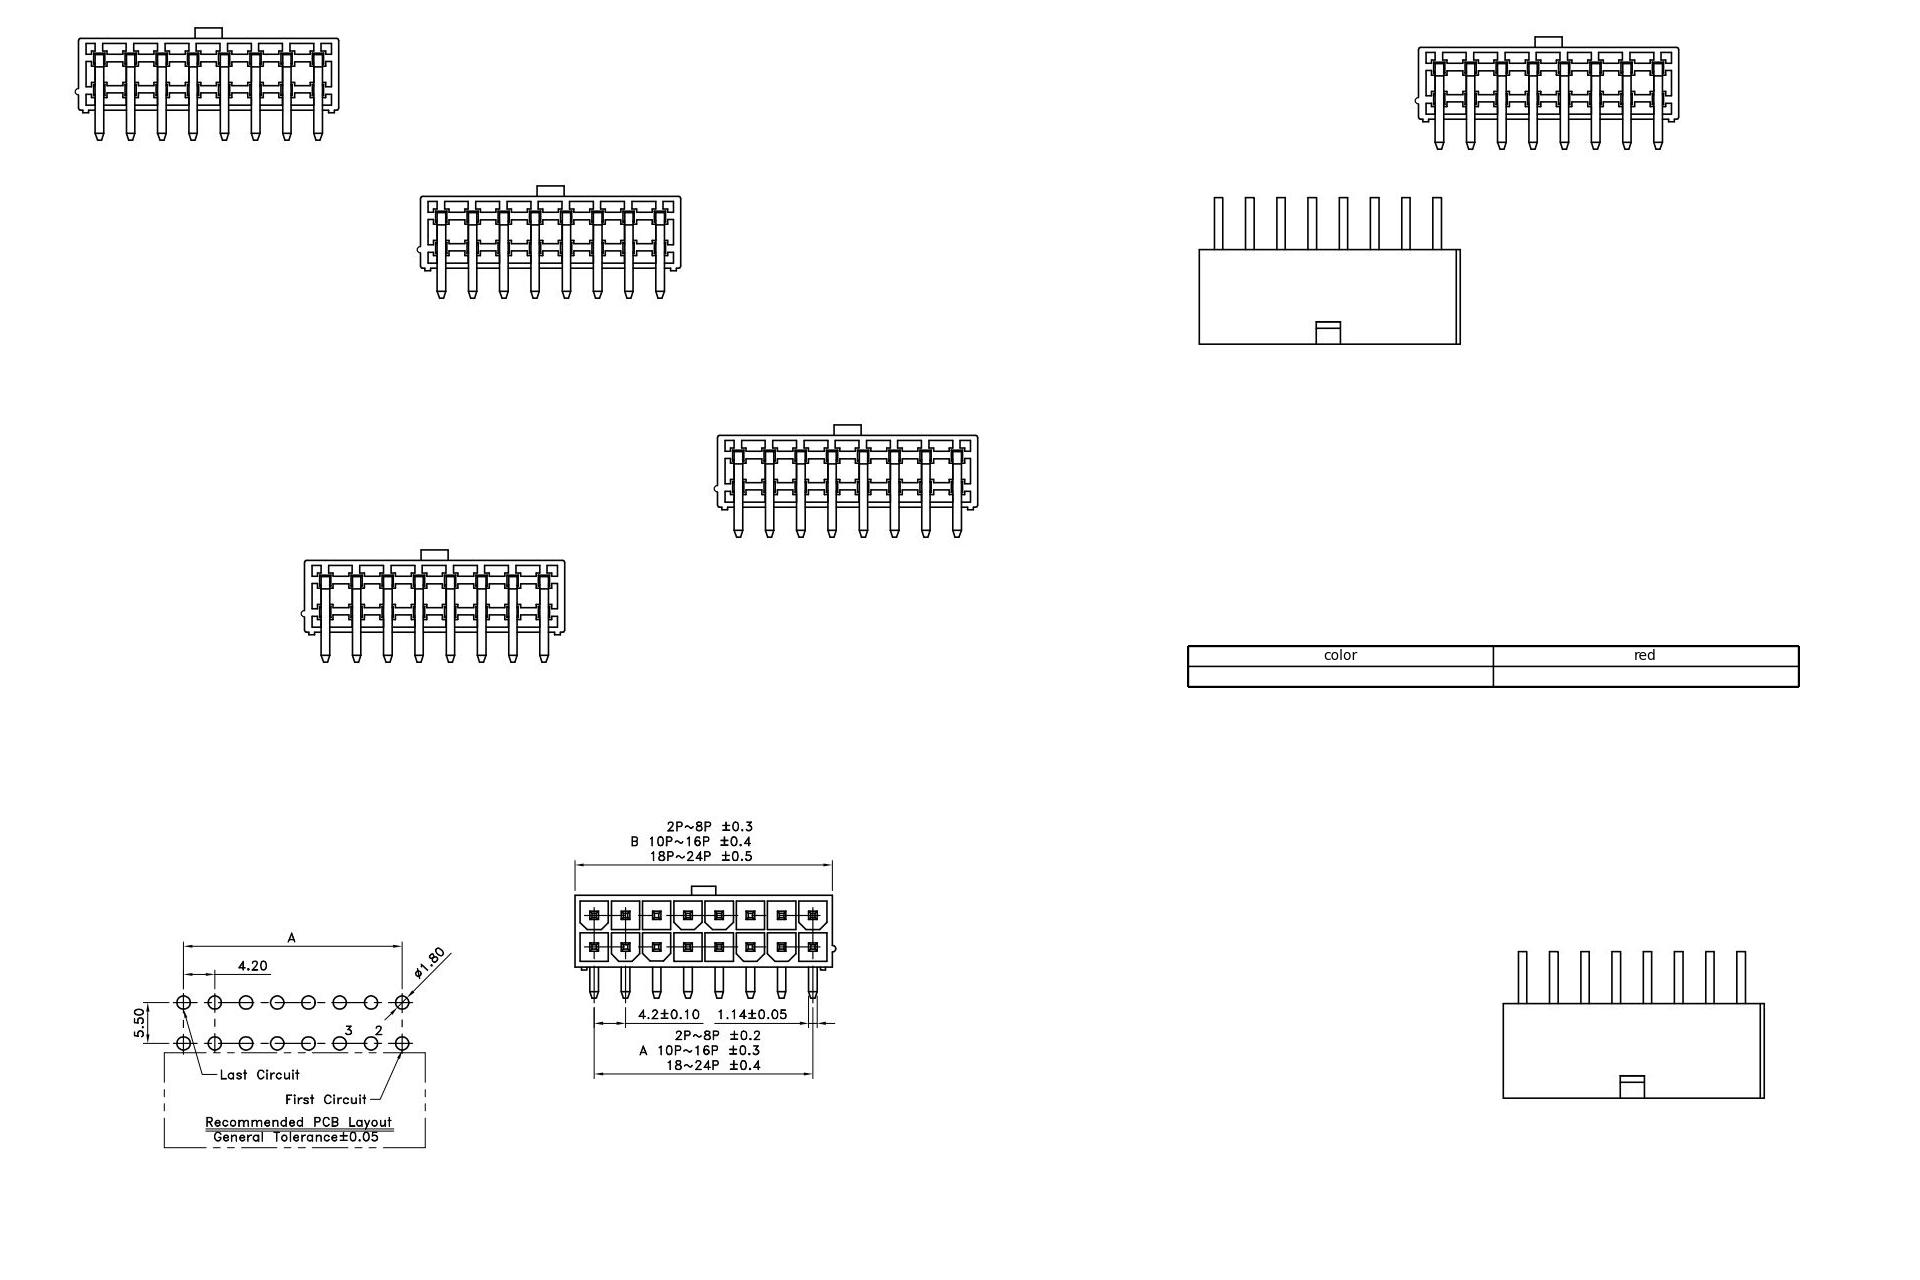 color red
2P~8P ±0.3
B 10P~16P ±0.4
18P~24P ±0.5
A
4.20
ø1.80
5.50
3 2
Last Circuit
First Circuit
Recommended PCB Layout
General Tolerance±0.05
4.2±0.10 1.14±0.05
2P~8P ±0.2
A 10P~16P ±0.3
18~24P ±0.4